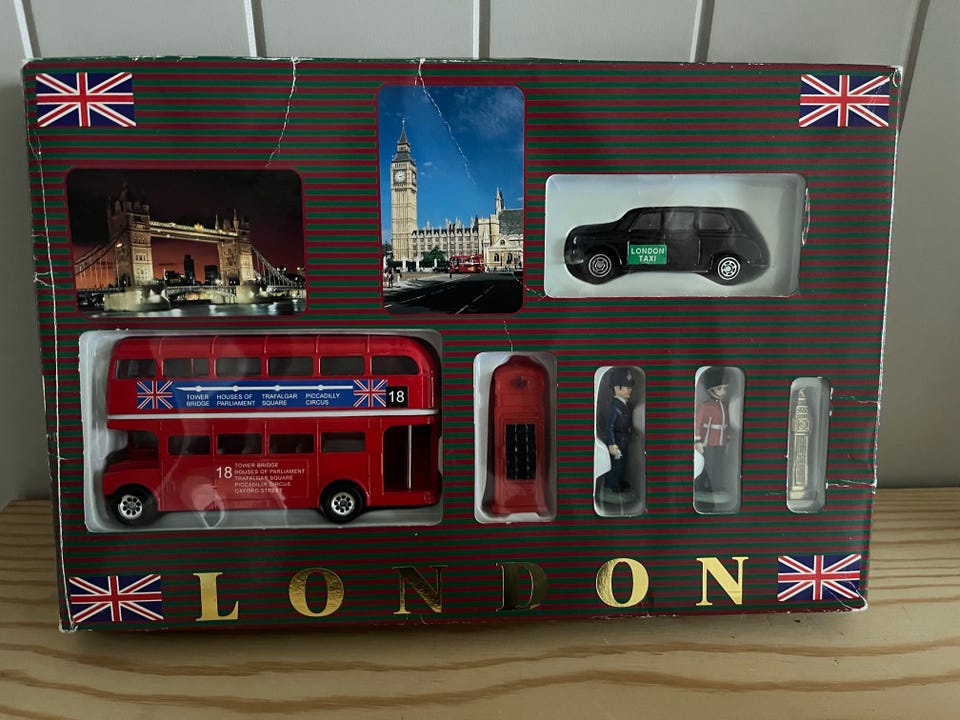 LONDON
TAXI
TOWER BRIDGE
HOUSES OF PARLIAMENT
TRAFALGAR SQUARE
PICCADILLY CIRCUS
18
18
TOWER BRIDGE
HOUSES OF PARLIAMENT
TRAFALGAR SQUARE
PICCADILLY CIRCUS
OXFORD STREET
LONDON